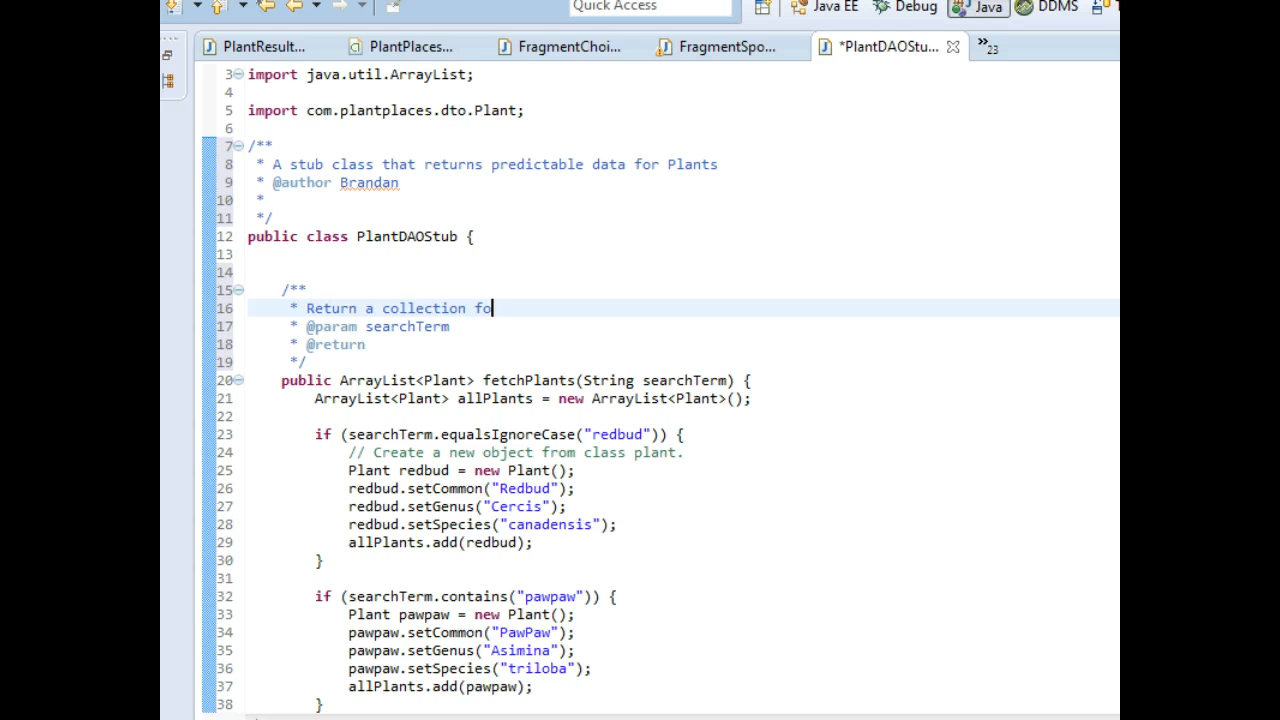 Quick Access
Java EE
Debug
Java
DDMS
PlantResult...
PlantPlaces...
FragmentChoi...
FragmentSpo...
*PlantDAOStu...
»23
3 import java.util.ArrayList;
4
5 import com.plantplaces.dto.Plant;
6
7 /**
8 * A stub class that returns predictable data for Plants
9 * @author Brandan
10 *
11 */
12 public class PlantDAOStub {
13
14
15 /**
16 * Return a collection fo
17 * @param searchTerm
18 * @return
19 */
20 public ArrayList<Plant> fetchPlants(String searchTerm) {
21 ArrayList<Plant> allPlants = new ArrayList<Plant>();
22
23 if (searchTerm.equalsIgnoreCase("redbud")) {
24 // Create a new object from class plant.
25 Plant redbud = new Plant();
26 redbud.setCommon("Redbud");
27 redbud.setGenus("Cercis");
28 redbud.setSpecies("canadensis");
29 allPlants.add(redbud);
30 }
31
32 if (searchTerm.contains("pawpaw")) {
33 Plant pawpaw = new Plant();
34 pawpaw.setCommon("PawPaw");
35 pawpaw.setGenus("Asimina");
36 pawpaw.setSpecies("triloba");
37 allPlants.add(pawpaw);
38 }